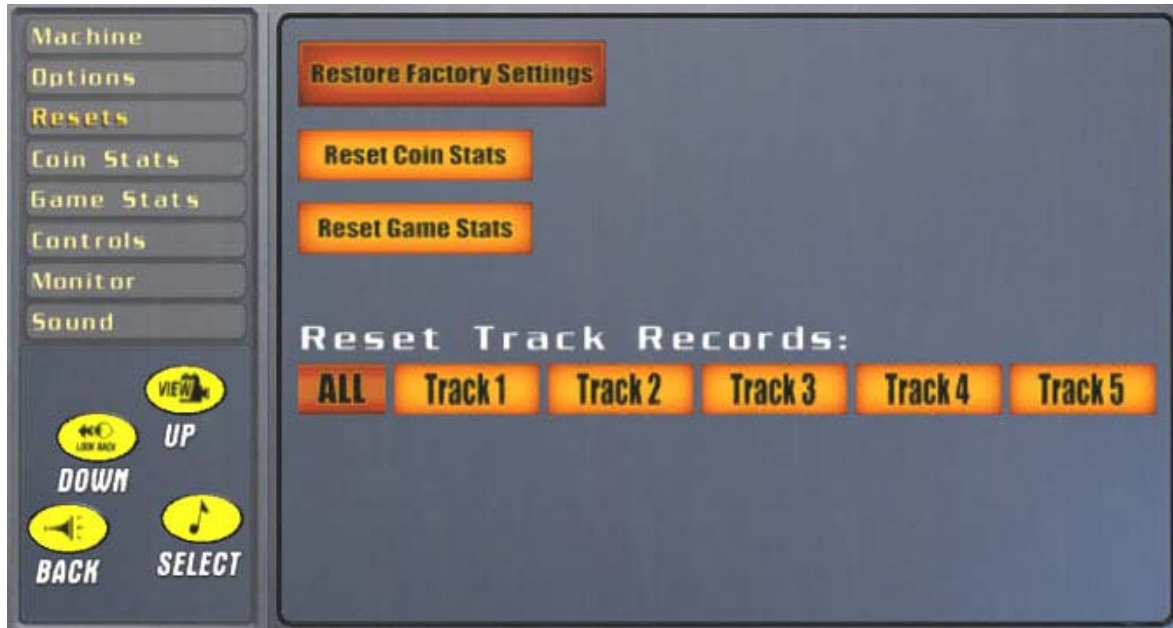 Machine
Options
Resets
Coin Stats
Game Stats
Controls
Monitor
Sound
VIEW
UP
LOOK BACK
DOWN
BACK
SELECT
Restore Factory Settings
Reset Coin Stats
Reset Game Stats
Reset Track Records:
ALL Track 1 Track 2 Track 3 Track 4 Track 5